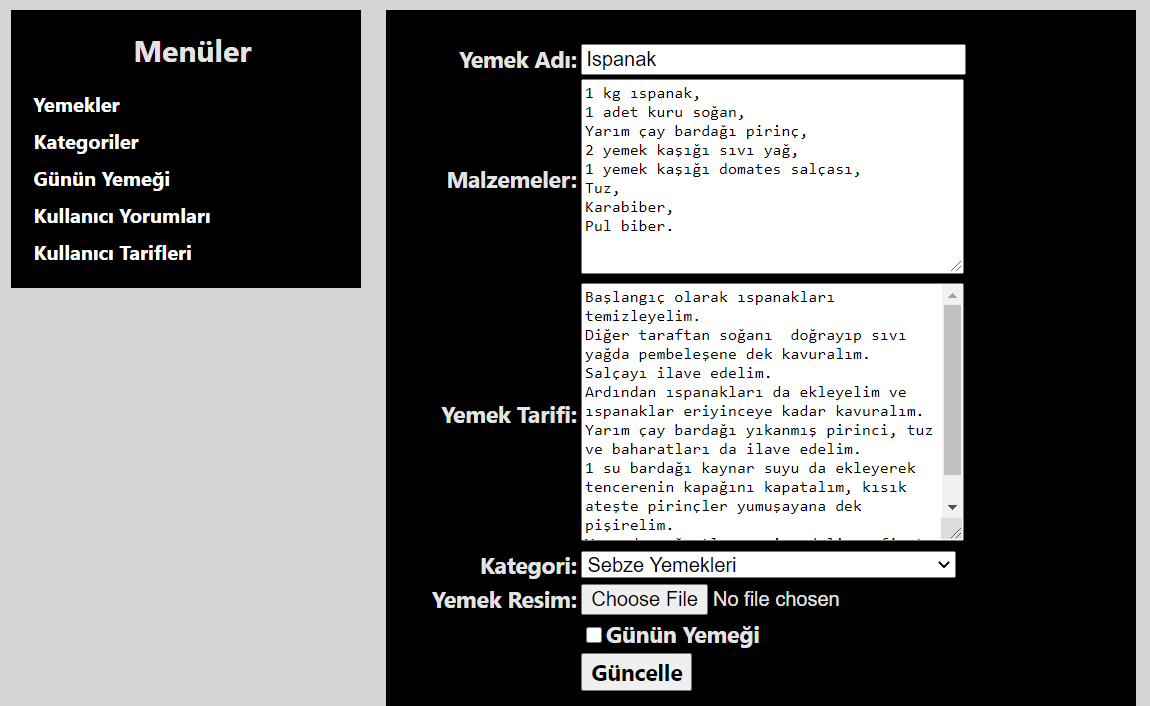 Menüler
Yemekler
Kategoriler
Günün Yemeği
Kullanıcı Yorumları
Kullanıcı Tarifleri
Yemek Adı: Ispanak
Malzemeler:
1 kg ıspanak,
1 adet kuru soğan,
Yarım çay bardağı pirinç,
2 yemek kaşığı sıvı yağ,
1 yemek kaşığı domates salçası,
Tuz,
Karabiber,
Pul biber.
Yemek Tarifi:
Başlangıç olarak ıspanakları
temizleyelim.
Diğer taraftan soğanı  doğrayıp sıvı
yağda pembeleşene dek kavuralım.
Salçayı ilave edelim.
Ardından ıspanakları da ekleyelim ve
ıspanaklar eriyinceye kadar kavuralım.
Yarım çay bardağı yıkanmış pirinci, tuz
ve baharatları da ilave edelim.
1 su bardağı kaynar suyu da ekleyerek
tencerenin kapağını kapatalım, kısık
ateşte pirinçler yumuşayana dek
pişirelim.
Kategori: Sebze Yemekleri
Yemek Resim: Choose File No file chosen
Günün Yemeği
Güncelle